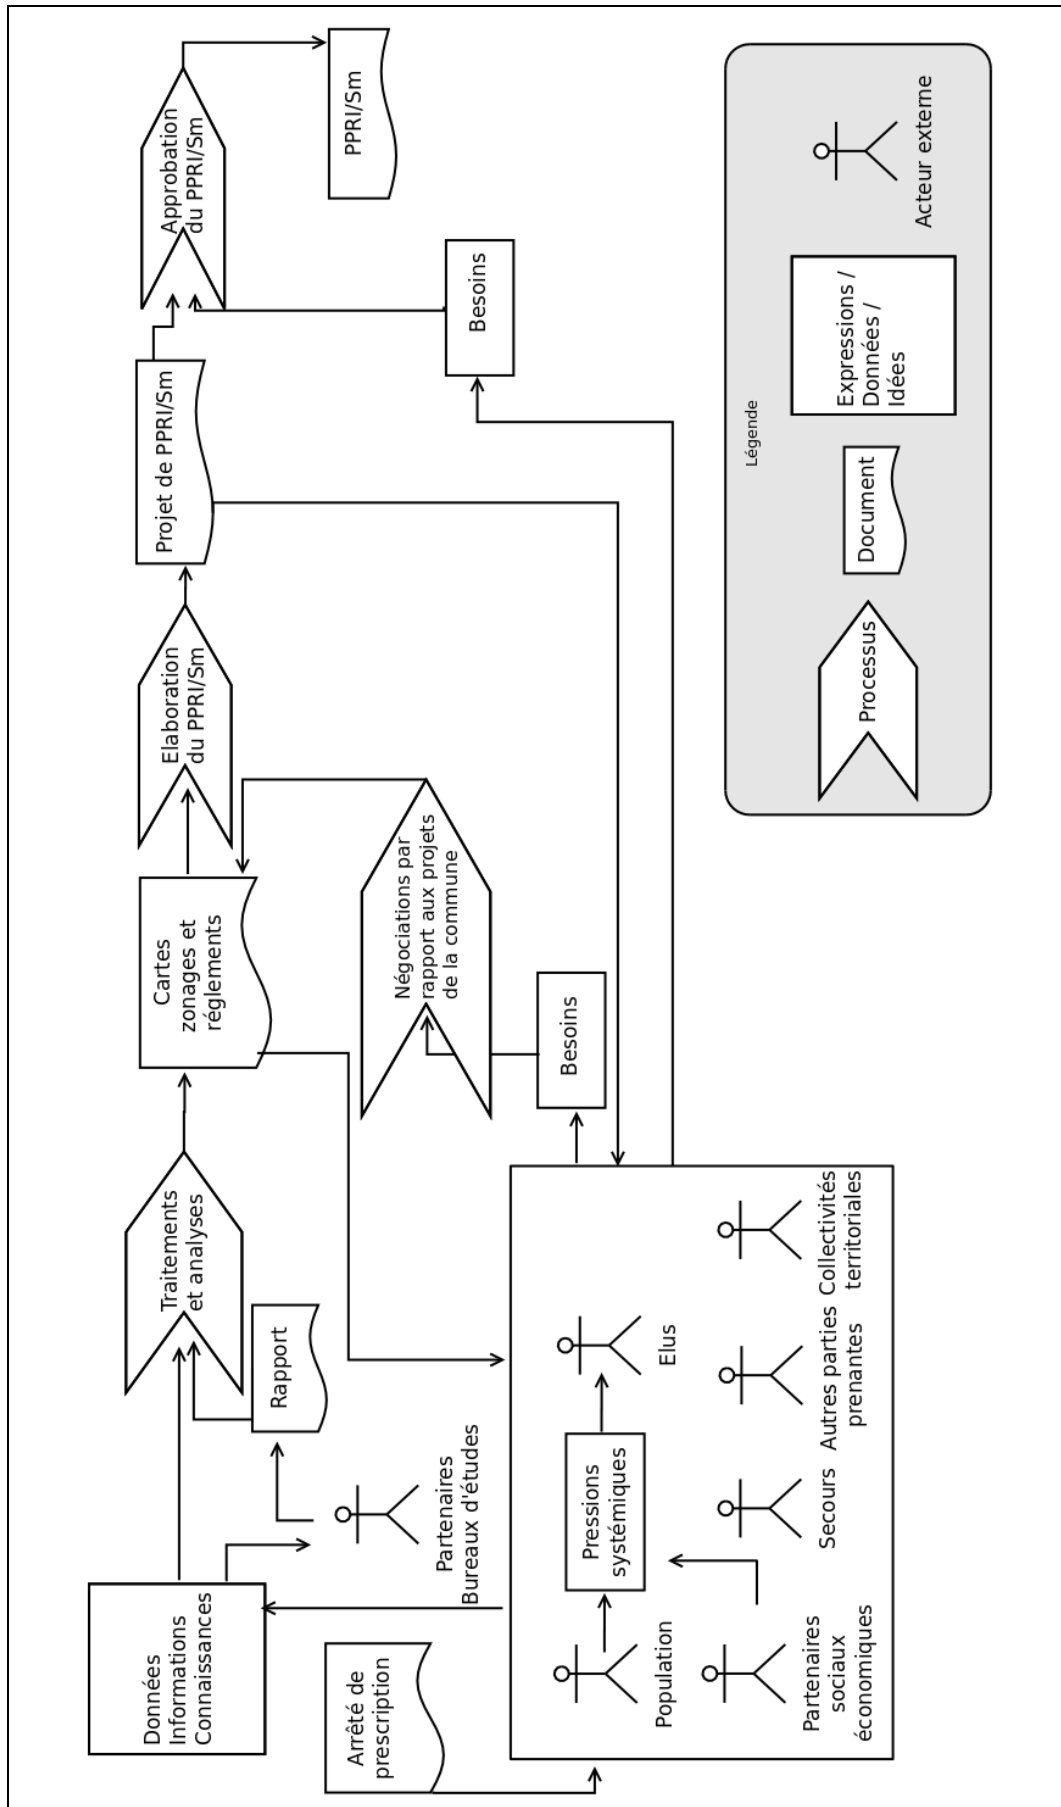 Données
Informations
Connaissances
Arrêté de
prescription
Partenaires
Bureaux d'études
Rapport
Traitements
et analyses
Cartes
zonages et
réglements
Négociations par
rapport aux projets
de la commune
Besoins
Elaboration
du PPRI/Sm
Projet de PPRI/Sm
Besoins
Approbation
du PPRI/Sm
PPRI/Sm
Population
Pressions
systémiques
Elus
Partenaires
sociaux
économiques
Secours
Autres parties
prenantes
Collectivités
territoriales
Légende
Processus
Document
Expressions /
Données /
Idées
Acteur externe